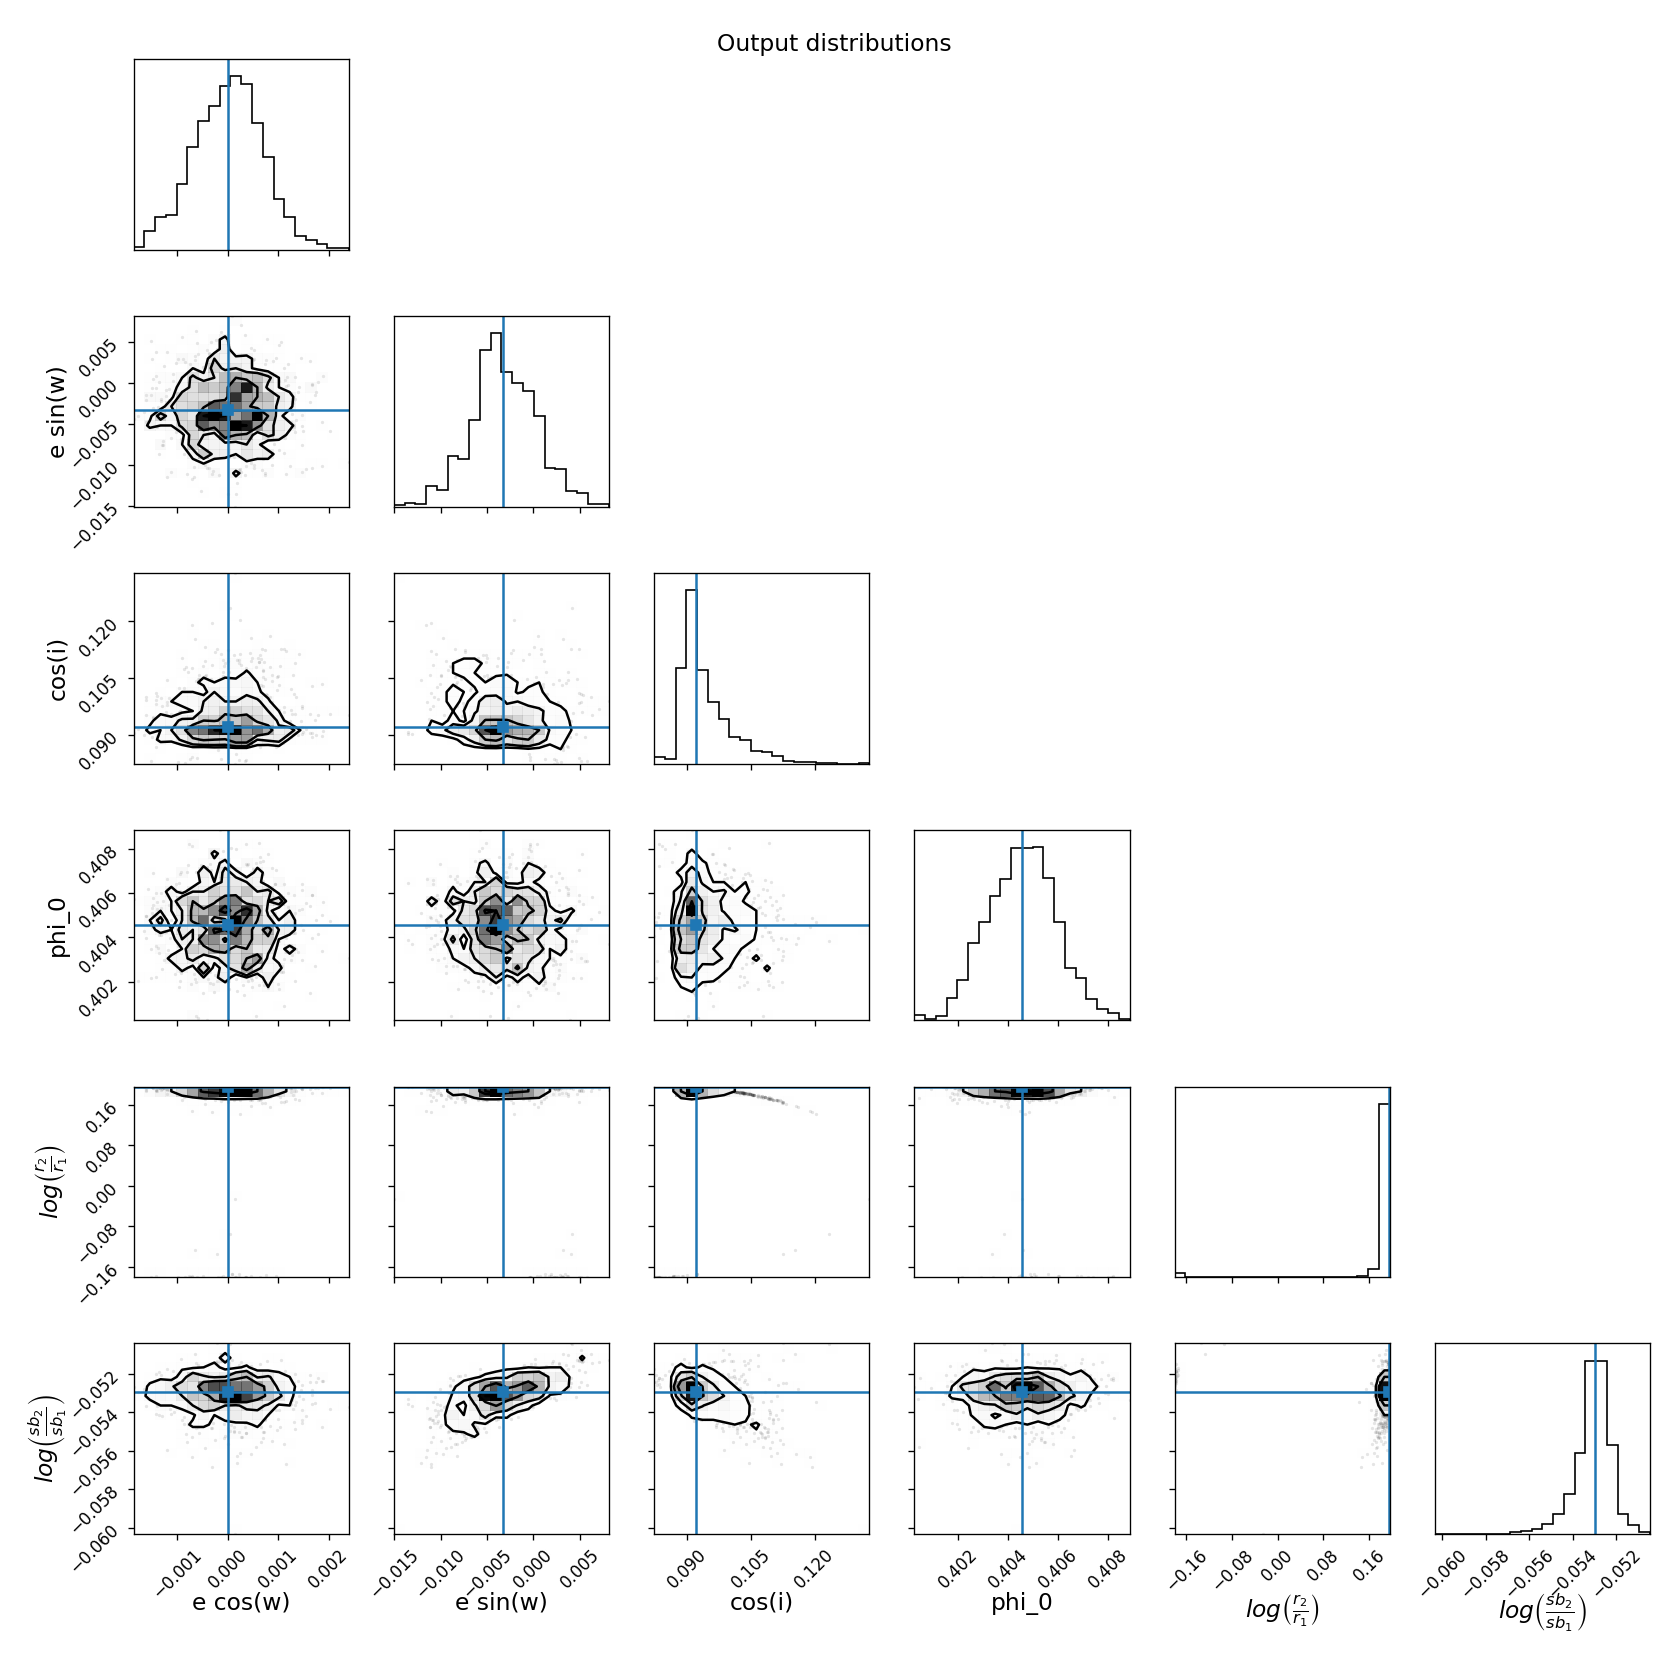 Output distributions
e sin(w)
0.005
0.000
−0.005
−0.010
−0.015
cos(i)
0.120
0.105
0.090
phi_0
0.408
0.406
0.404
0.402
log(r2/r1)
0.16
0.08
0.00
−0.08
−0.16
log(sb2/sb1)
−0.052
−0.054
−0.056
−0.058
−0.060
−0.001 0.000 0.001 0.002
−0.015 −0.010 −0.005 0.000 0.005
0.090 0.105 0.120
0.402 0.404 0.406 0.408
−0.16 −0.08 0.00 0.08 0.16
−0.060 −0.058 −0.056 −0.054 −0.052
e cos(w) e sin(w) cos(i) phi_0 log(r2/r1) log(sb2/sb1)